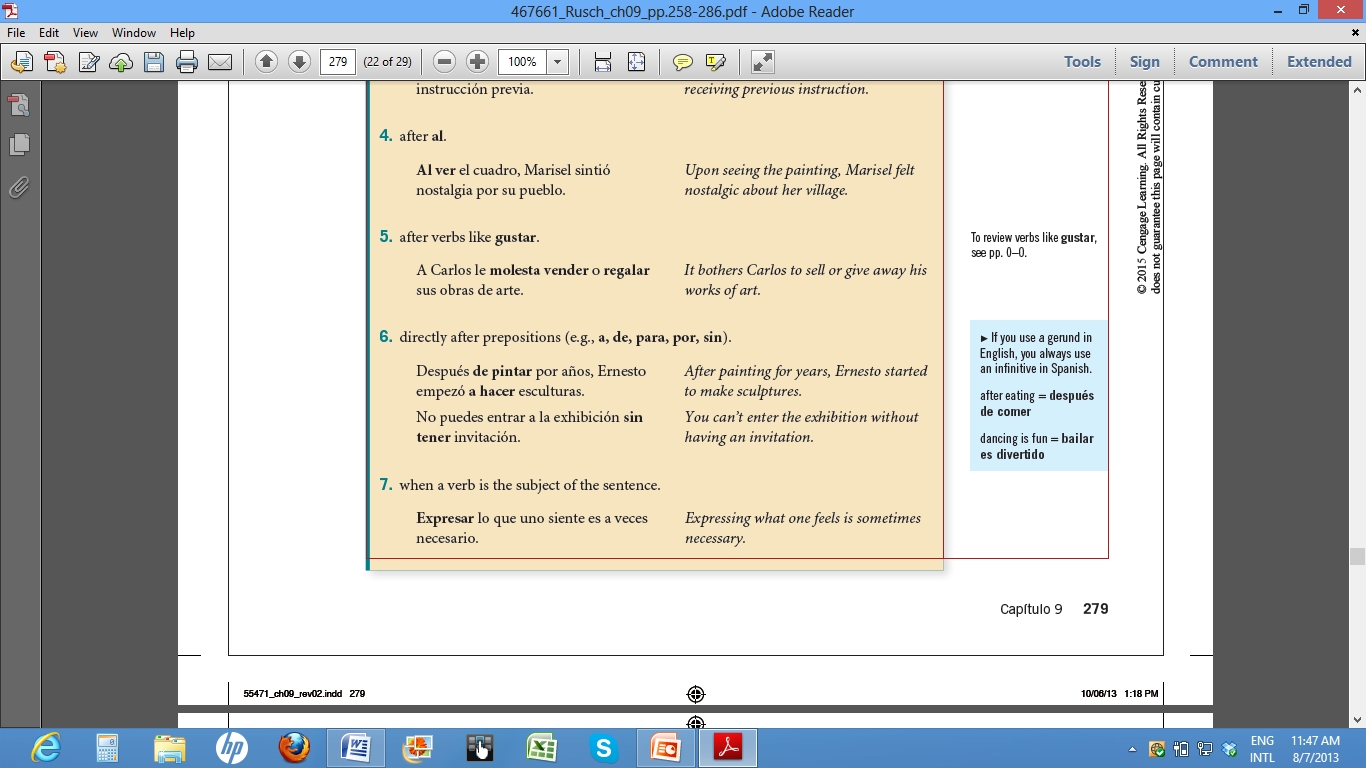 467661_Rusch_ch09_pp.258-286.pdf - Adobe Reader
File Edit View Window Help
279 (22 of 29) 100% Tools Sign Comment Extended
instrucción previa. receiving previous instruction.
4. after al.
Al ver el cuadro, Marisel sintió
nostalgia por su pueblo.
Upon seeing the painting, Marisel felt
nostalgic about her village.
5. after verbs like gustar.
A Carlos le molesta vender o regalar
sus obras de arte.
It bothers Carlos to sell or give away his
works of art.
To review verbs like gustar,
see pp. 0–0.
6. directly after prepositions (e.g., a, de, para, por, sin).
Después de pintar por años, Ernesto
empezó a hacer esculturas.
After painting for years, Ernesto started
to make sculptures.
No puedes entrar a la exhibición sin
tener invitación.
You can't enter the exhibition without
having an invitation.
► If you use a gerund in
English, you always use
an infinitive in Spanish.
after eating = después
de comer
dancing is fun = bailar
es divertido
7. when a verb is the subject of the sentence.
Expresar lo que uno siente es a veces
necesario.
Expressing what one feels is sometimes
necessary.
© 2015 Cengage Learning. All Rights Rese
does not guarantee this page will contain cu
Capítulo 9 279
55471_ch09_rev02.indd 279 10/06/13 1:18 PM
ENG 11:47 AM
INTL 8/7/2013